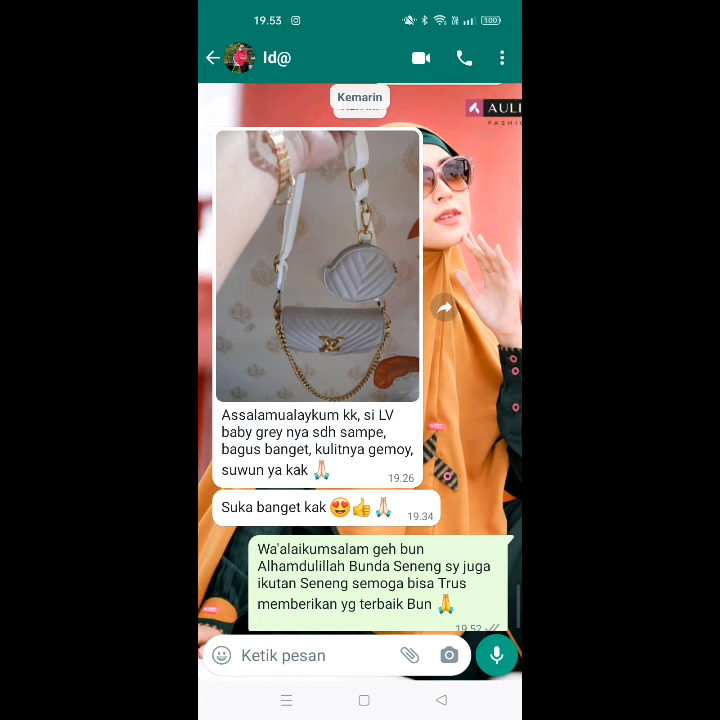 19.53
100
Id@
Kemarin
AULI
FASHI
Assalamualaykum kk, si LV
baby grey nya sdh sampe,
bagus banget, kulitnya gemoy,
suwun ya kak 🙏🏻
19.26
Suka banget kak 😍👍🙏🏻
19.34
Wa'alaikumsalam geh bun
Alhamdulillah Bunda Seneng sy juga
ikutan Seneng semoga bisa Trus
memberikan yg terbaik Bun 🙏
19.52
Ketik pesan